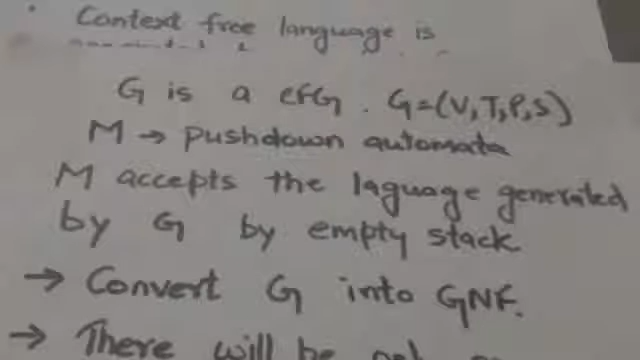 Context free language is
G is a CFG. G=(V,T,P,S)
M → pushdown automata
M accepts the laguage generated
by G by empty stack
→ Convert G into GNF.
→ There will be